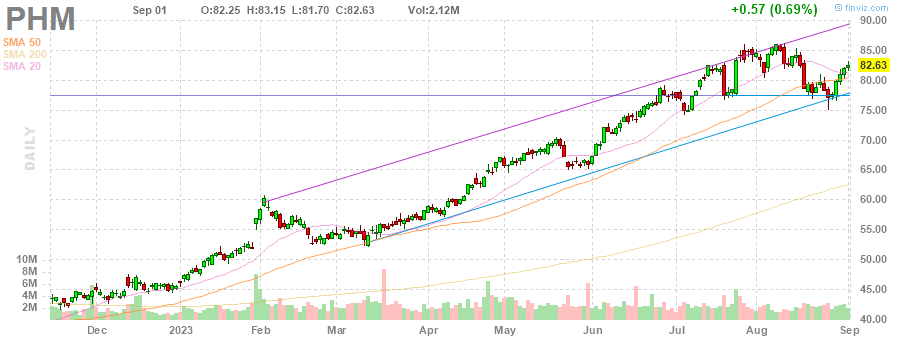 PHM
Sep 01 O:82.25 H:83.15 L:81.70 C:82.63 Vol:2.12M +0.57 (0.69%)
© finviz.com
SMA 50
SMA 200
SMA 20
DAILY
90.00
85.00
82.63
80.00
75.00
70.00
65.00
60.00
55.00
50.00
45.00
40.00
10M
8M
6M
4M
2M
Dec 2023 Feb Mar Apr May Jun Jul Aug Sep